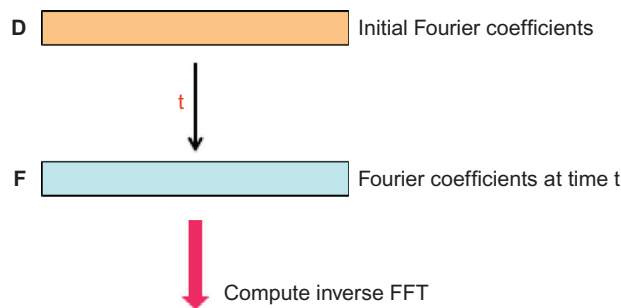 D Initial Fourier coefficients
t
F Fourier coefficients at time t
Compute inverse FFT